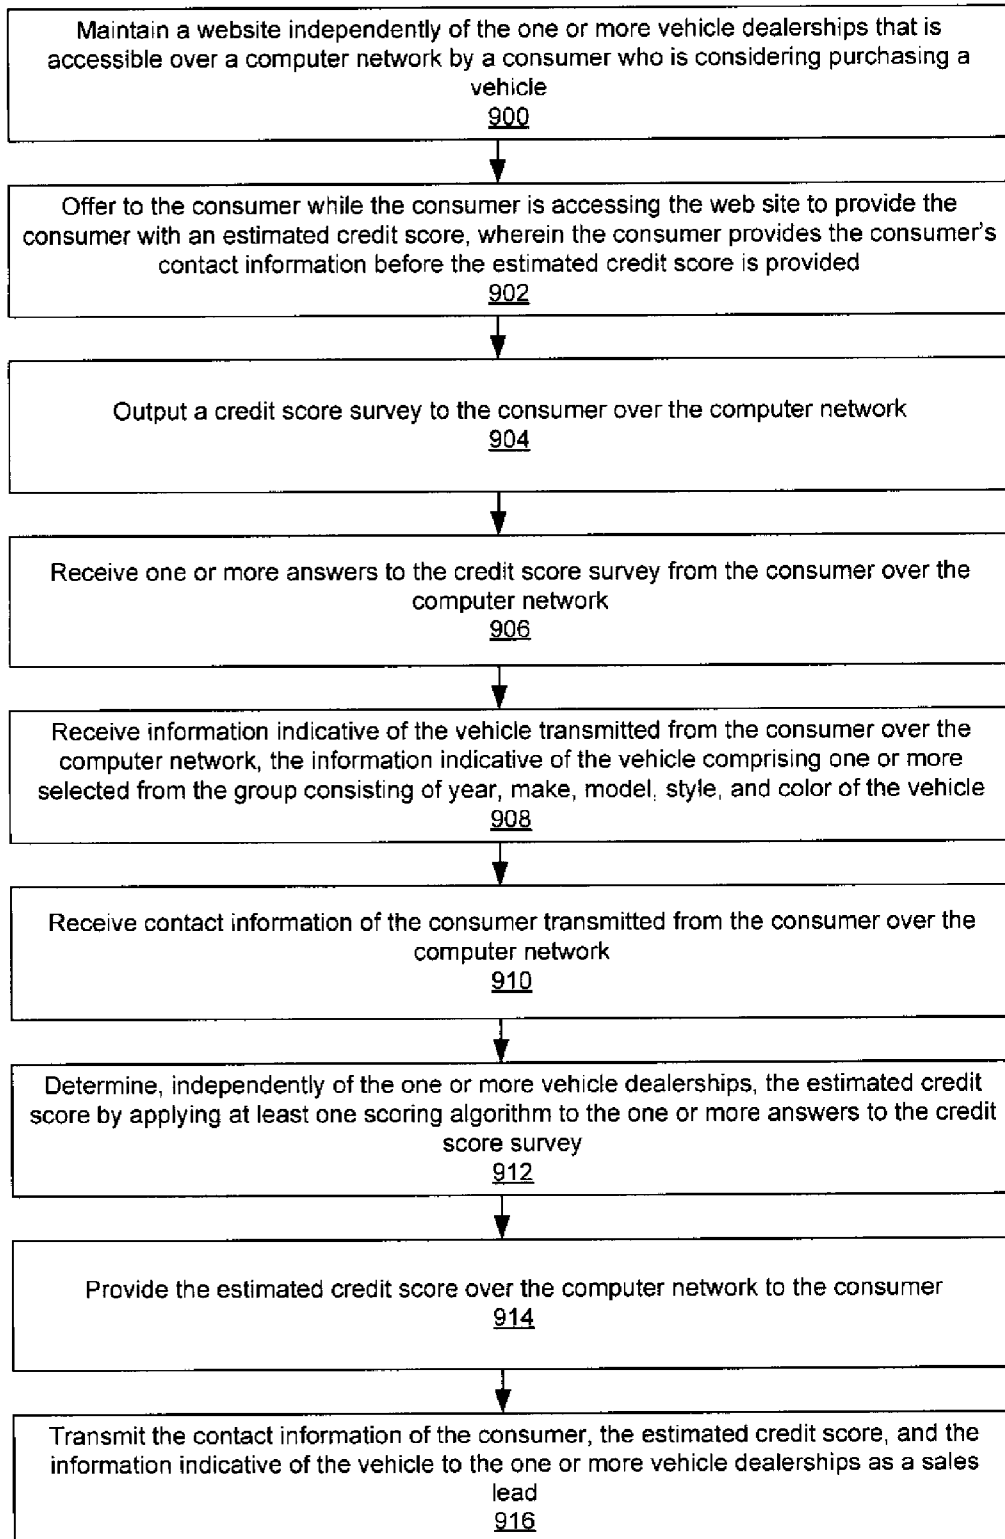 Maintain a website independently of the one or more vehicle dealerships that is
accessible over a computer network by a consumer who is considering purchasing a
vehicle
900
Offer to the consumer while the consumer is accessing the web site to provide the
consumer with an estimated credit score, wherein the consumer provides the consumer's
contact information before the estimated credit score is provided
902
Output a credit score survey to the consumer over the computer network
904
Receive one or more answers to the credit score survey from the consumer over the
computer network
906
Receive information indicative of the vehicle transmitted from the consumer over the
computer network, the information indicative of the vehicle comprising one or more
selected from the group consisting of year, make, model, style, and color of the vehicle
908
Receive contact information of the consumer transmitted from the consumer over the
computer network
910
Determine, independently of the one or more vehicle dealerships, the estimated credit
score by applying at least one scoring algorithm to the one or more answers to the credit
score survey
912
Provide the estimated credit score over the computer network to the consumer
914
Transmit the contact information of the consumer, the estimated credit score, and the
information indicative of the vehicle to the one or more vehicle dealerships as a sales
lead
916